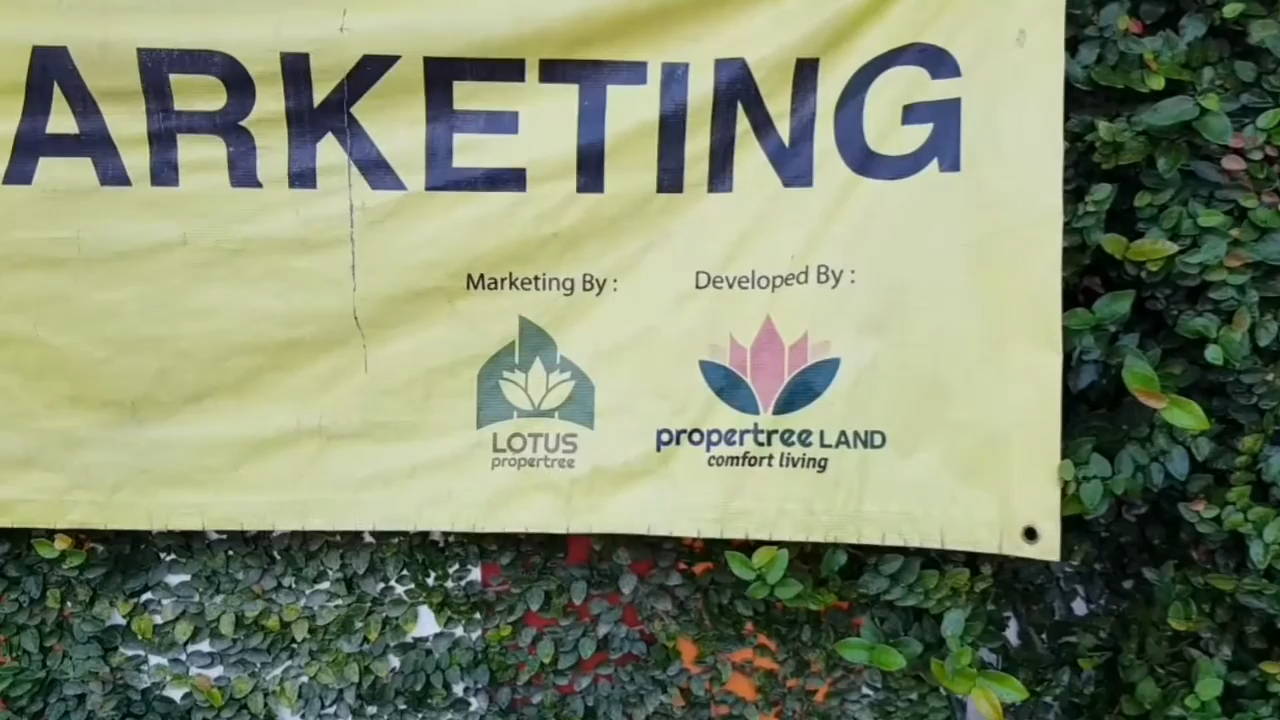 ARKETING
Marketing By :
Developed By :
LOTUS
propertree
propertree LAND
comfort living